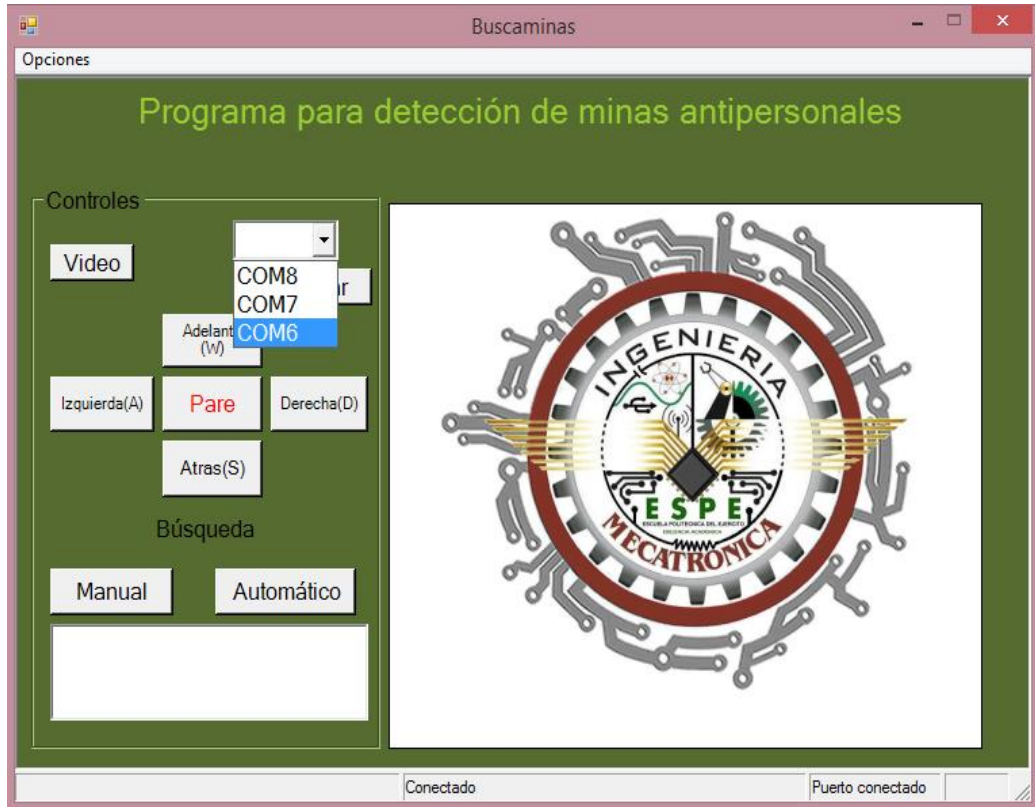 Buscaminas
Opciones
Programa para detección de minas antipersonales
Controles
Video
COM8
COM7
COM6
r
Adelant
(W)
Izquierda(A)
Pare
Derecha(D)
Atras(S)
Búsqueda
Manual
Automático
INGENIERIA
ESPE
ESCUELA POLITECNICA DEL EJERCITO
MECATRÓNICA
Conectado
Puerto conectado